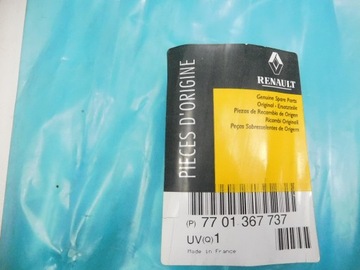 PIECES D'ORIGINE
RENAULT
Genuine Spare Parts
Original - Ersatzteile
Piezas de Recambio de Origen
Ricambi Originali
Peças Sobresselentes de Origem
(P) 77 01 367 737
UV(Q)1
Made in France